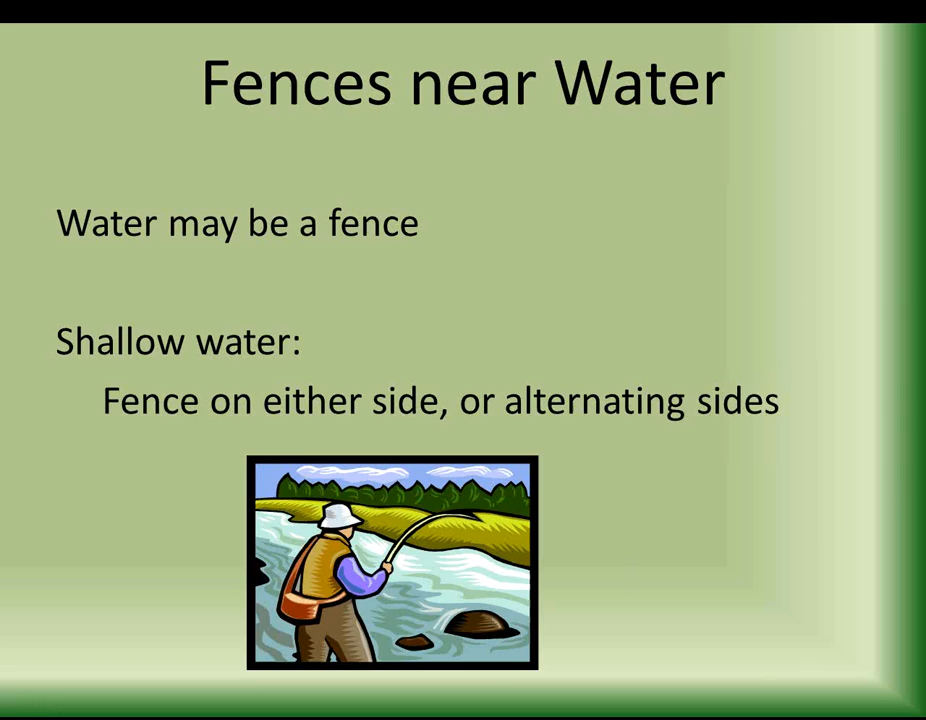 Fences near Water
Water may be a fence
Shallow water:
Fence on either side, or alternating sides